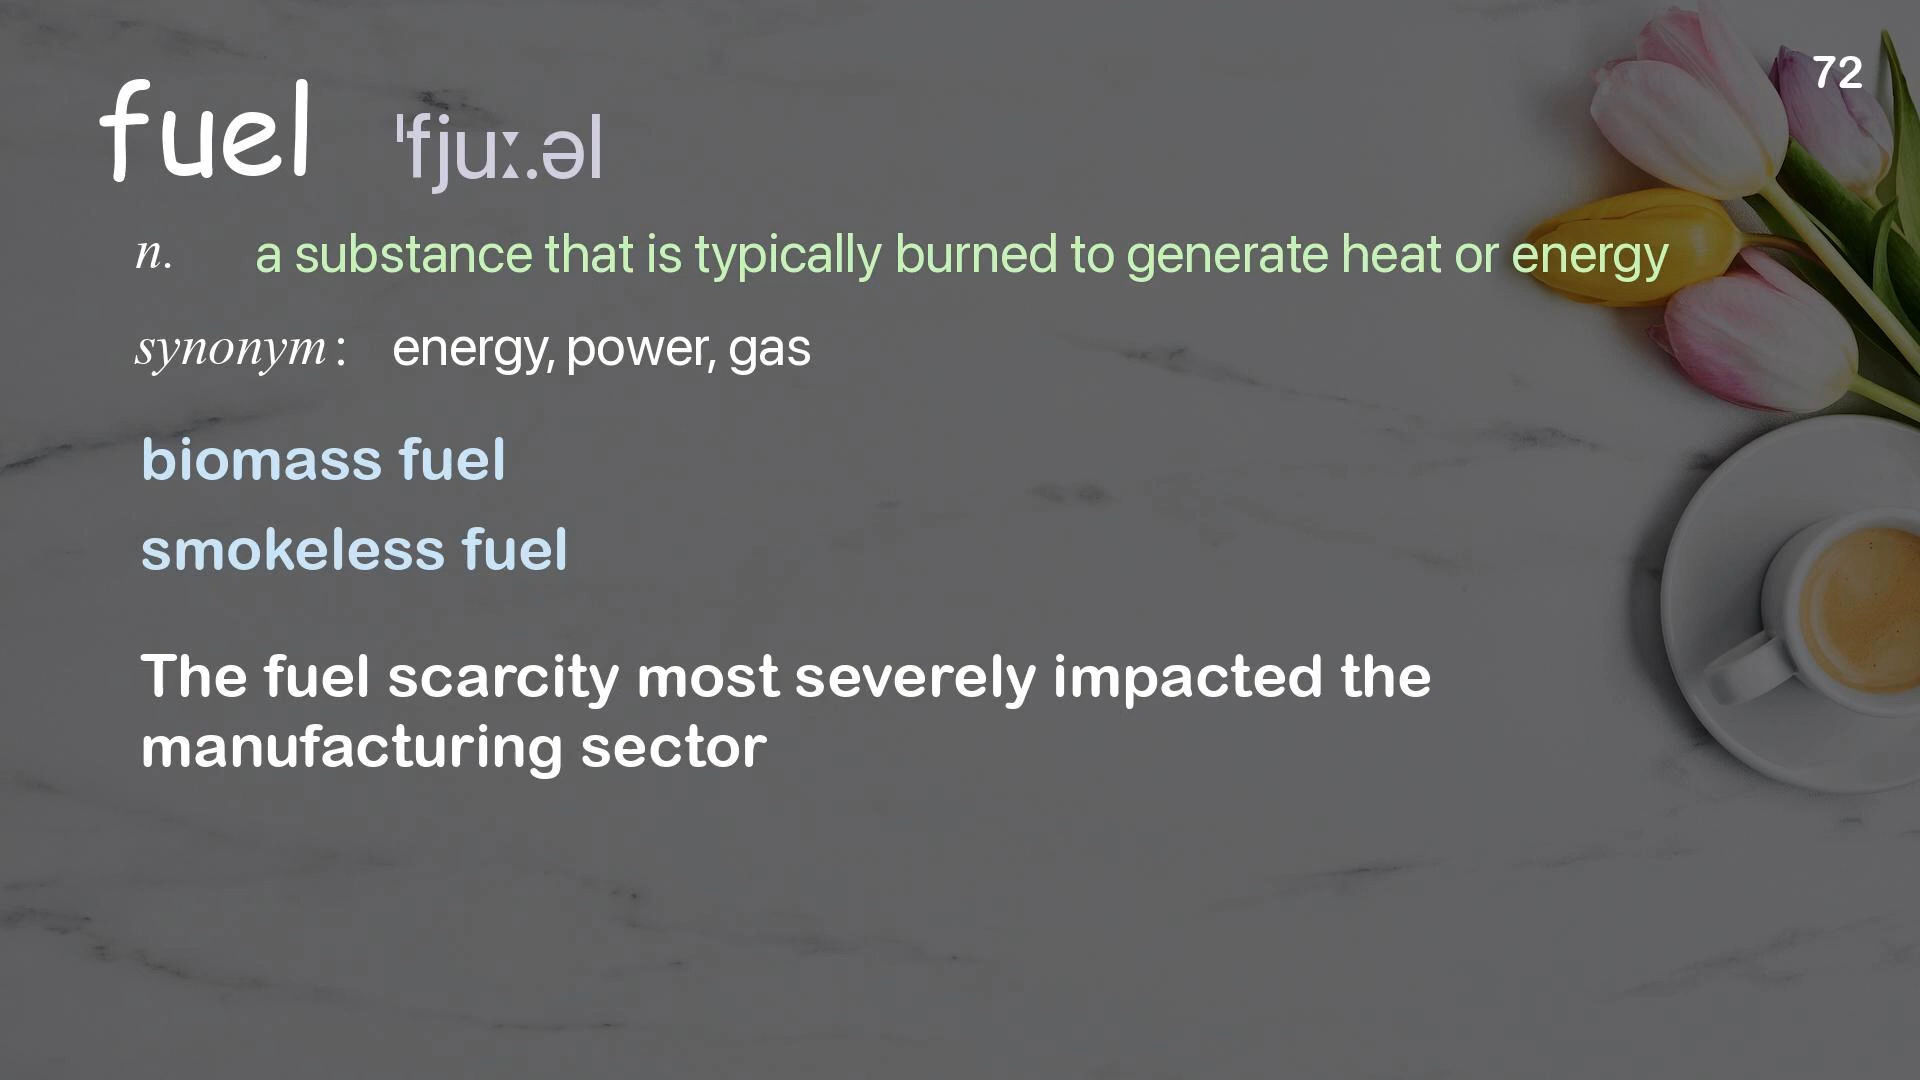 72
fuel ˈfjuː.əl
n. a substance that is typically burned to generate heat or energy
synonym: energy, power, gas
biomass fuel
smokeless fuel
The fuel scarcity most severely impacted the
manufacturing sector